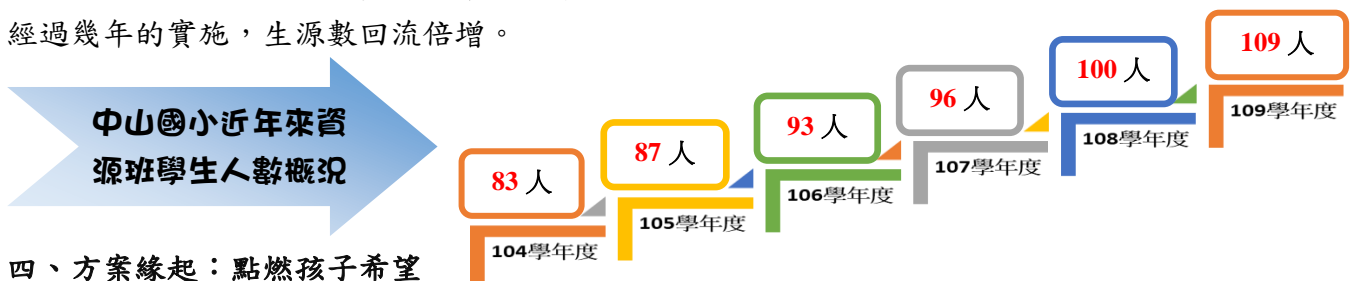 經過幾年的實施，生源數回流倍增。
中山國小近年來資
源班學生人數概況
83 人
104學年度
87 人
105學年度
93 人
106學年度
96 人
107學年度
100 人
108學年度
109 人
109學年度
四、方案緣起：點燃孩子希望